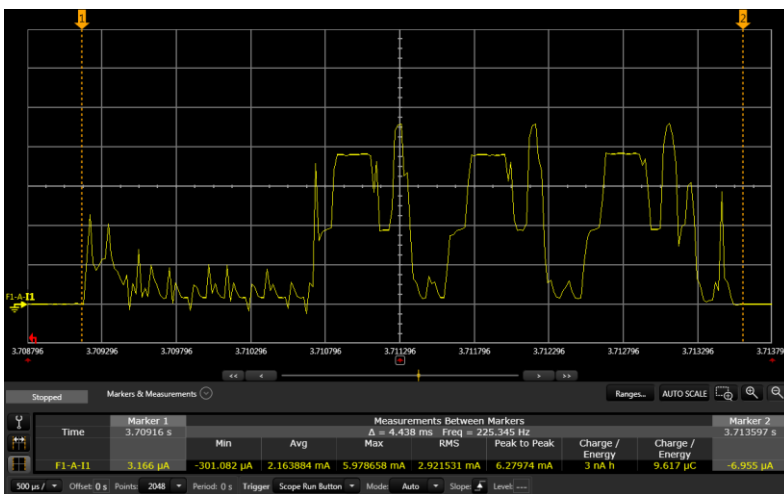 1 2
F1-A-I1
3.708796 3.709296 3.709796 3.710296 3.710796 3.711296 3.711796 3.712296 3.712796 3.713296 3.71379
<< < > >>
Stopped Markers & Measurements Ranges... AUTO SCALE
Marker 1 Measurements Between Markers Marker 2
Time 3.70916 s Δ = 4.438 ms Freq = 225.345 Hz 3.713597 s
Min Avg Max RMS Peak to Peak Charge / Energy Charge / Energy
F1-A-I1 3.166 µA -301.082 µA 2.163884 mA 5.978658 mA 2.921531 mA 6.27974 mA 3 nA h 9.617 µC -6.955 µA
500 µs / Offset: 0 s Points: 2048 Period: 0 s Trigger Scope Run Button Mode: Auto Slope: Level: ---